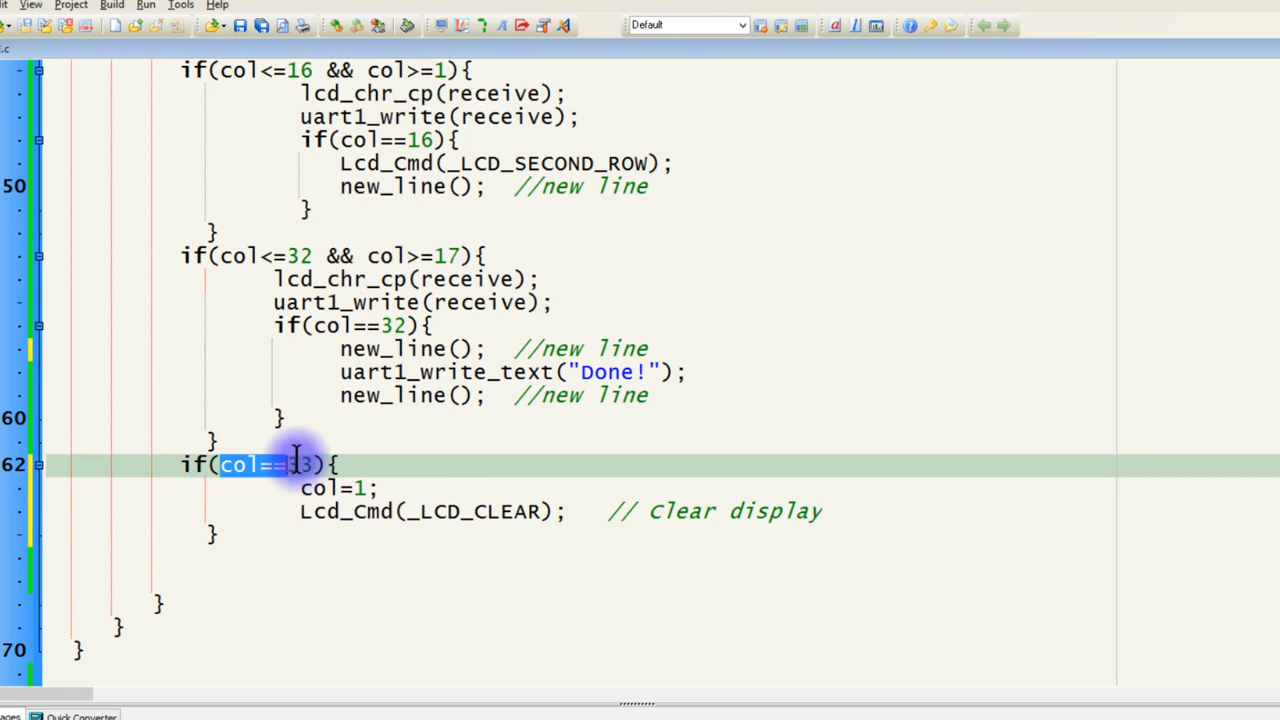 View Project Build Run Tools Help
Default
.c
if(col<=16 && col>=1){
lcd_chr_cp(receive);
uart1_write(receive);
if(col==16){
Lcd_Cmd(_LCD_SECOND_ROW);
50 new_line(); //new line
}
}
if(col<=32 && col>=17){
lcd_chr_cp(receive);
uart1_write(receive);
if(col==32){
new_line(); //new line
uart1_write_text("Done!");
new_line(); //new line
60 }
}
62 if(col==33){
col=1;
Lcd_Cmd(_LCD_CLEAR); // Clear display
}
}
}
70 }
Quick Converter